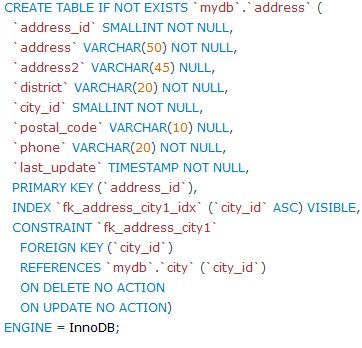 CREATE TABLE IF NOT EXISTS `mydb`.`address` (
`address_id` SMALLINT NOT NULL,
`address` VARCHAR(50) NOT NULL,
`address2` VARCHAR(45) NULL,
`district` VARCHAR(20) NOT NULL,
`city_id` SMALLINT NOT NULL,
`postal_code` VARCHAR(10) NULL,
`phone` VARCHAR(20) NOT NULL,
`last_update` TIMESTAMP NOT NULL,
PRIMARY KEY (`address_id`),
INDEX `fk_address_city1_idx` (`city_id` ASC) VISIBLE,
CONSTRAINT `fk_address_city1`
FOREIGN KEY (`city_id`)
REFERENCES `mydb`.`city` (`city_id`)
ON DELETE NO ACTION
ON UPDATE NO ACTION)
ENGINE = InnoDB;